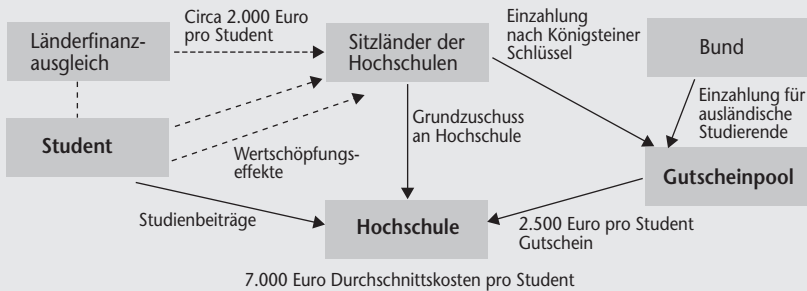 Circa 2.000 Euro
pro Student
Länderfinanz-
ausgleich
Sitzländer der
Hochschulen
Einzahlung
nach Königsteiner
Schlüssel
Bund
Grundzuschuss
an Hochschule
Einzahlung für
ausländische
Studierende
Student
Wertschöpfungs-
effekte
Gutscheinpool
Studienbeiträge
Hochschule
2.500 Euro pro Student
Gutschein
7.000 Euro Durchschnittskosten pro Student